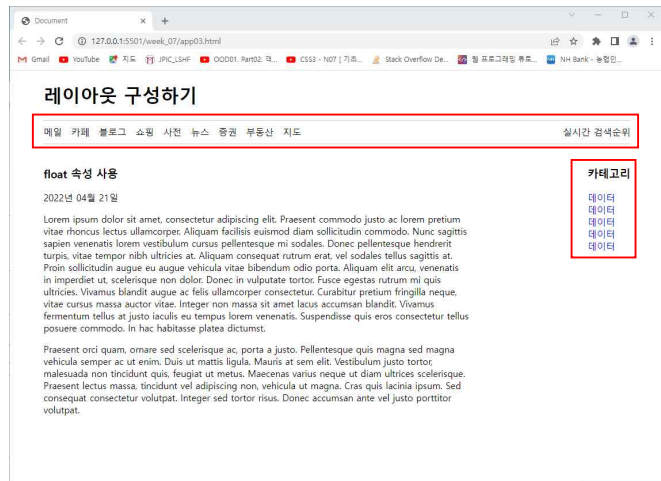 Document
127.0.0.1:5501/week_07/app03.html
Gmail YouTube 지도 JPIC_LSHF OOD01. Part02. 객... CSS3 - N07 [ 기초... Stack Overflow De... 웹 프로그래밍 튜토... NH Bank - 농협인...
레이아웃 구성하기
메일 카페 블로그 쇼핑 사전 뉴스 증권 부동산 지도 실시간 검색순위
float 속성 사용
2022년 04월 21일
Lorem ipsum dolor sit amet, consectetur adipiscing elit. Praesent commodo justo ac lorem pretium
vitae rhoncus lectus ullamcorper. Aliquam facilisis euismod diam sollicitudin commodo. Nunc sagittis
sapien venenatis lorem vestibulum cursus pellentesque mi sodales. Donec pellentesque hendrerit
turpis, vitae tempor nibh ultricies at. Aliquam consequat rutrum erat, vel sodales tellus sagittis at.
Proin sollicitudin augue eu augue vehicula vitae bibendum odio porta. Aliquam elit arcu, venenatis
in imperdiet ut, scelerisque non dolor. Donec in vulputate tortor. Fusce egestas rutrum mi quis
ultricies. Vivamus blandit augue ac felis ullamcorper consectetur. Curabitur pretium fringilla neque,
vitae cursus massa auctor vitae. Integer non massa sit amet lacus accumsan blandit. Vivamus
fermentum tellus at justo iaculis eu tempus lorem venenatis. Suspendisse quis eros consectetur tellus
posuere commodo. In hac habitasse platea dictumst.
Praesent orci quam, ornare sed scelerisque ac, porta a justo. Pellentesque quis magna sed magna
vehicula semper ac ut enim. Duis ut mattis ligula. Mauris at sem elit. Vestibulum justo tortor,
malesuada non tincidunt quis, feugiat ut metus. Maecenas varius neque ut diam ultrices scelerisque.
Praesent lectus massa, tincidunt vel adipiscing non, vehicula ut magna. Cras quis lacinia ipsum. Sed
consequat consectetur volutpat. Integer sed tortor risus. Donec accumsan ante vel justo porttitor
volutpat.
카테고리
데이터
데이터
데이터
데이터
데이터